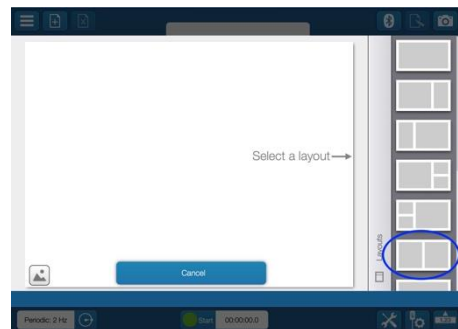 Select a layout
Layouts
Cancel
Periodic: 2 Hz
Start
00:00:00.0